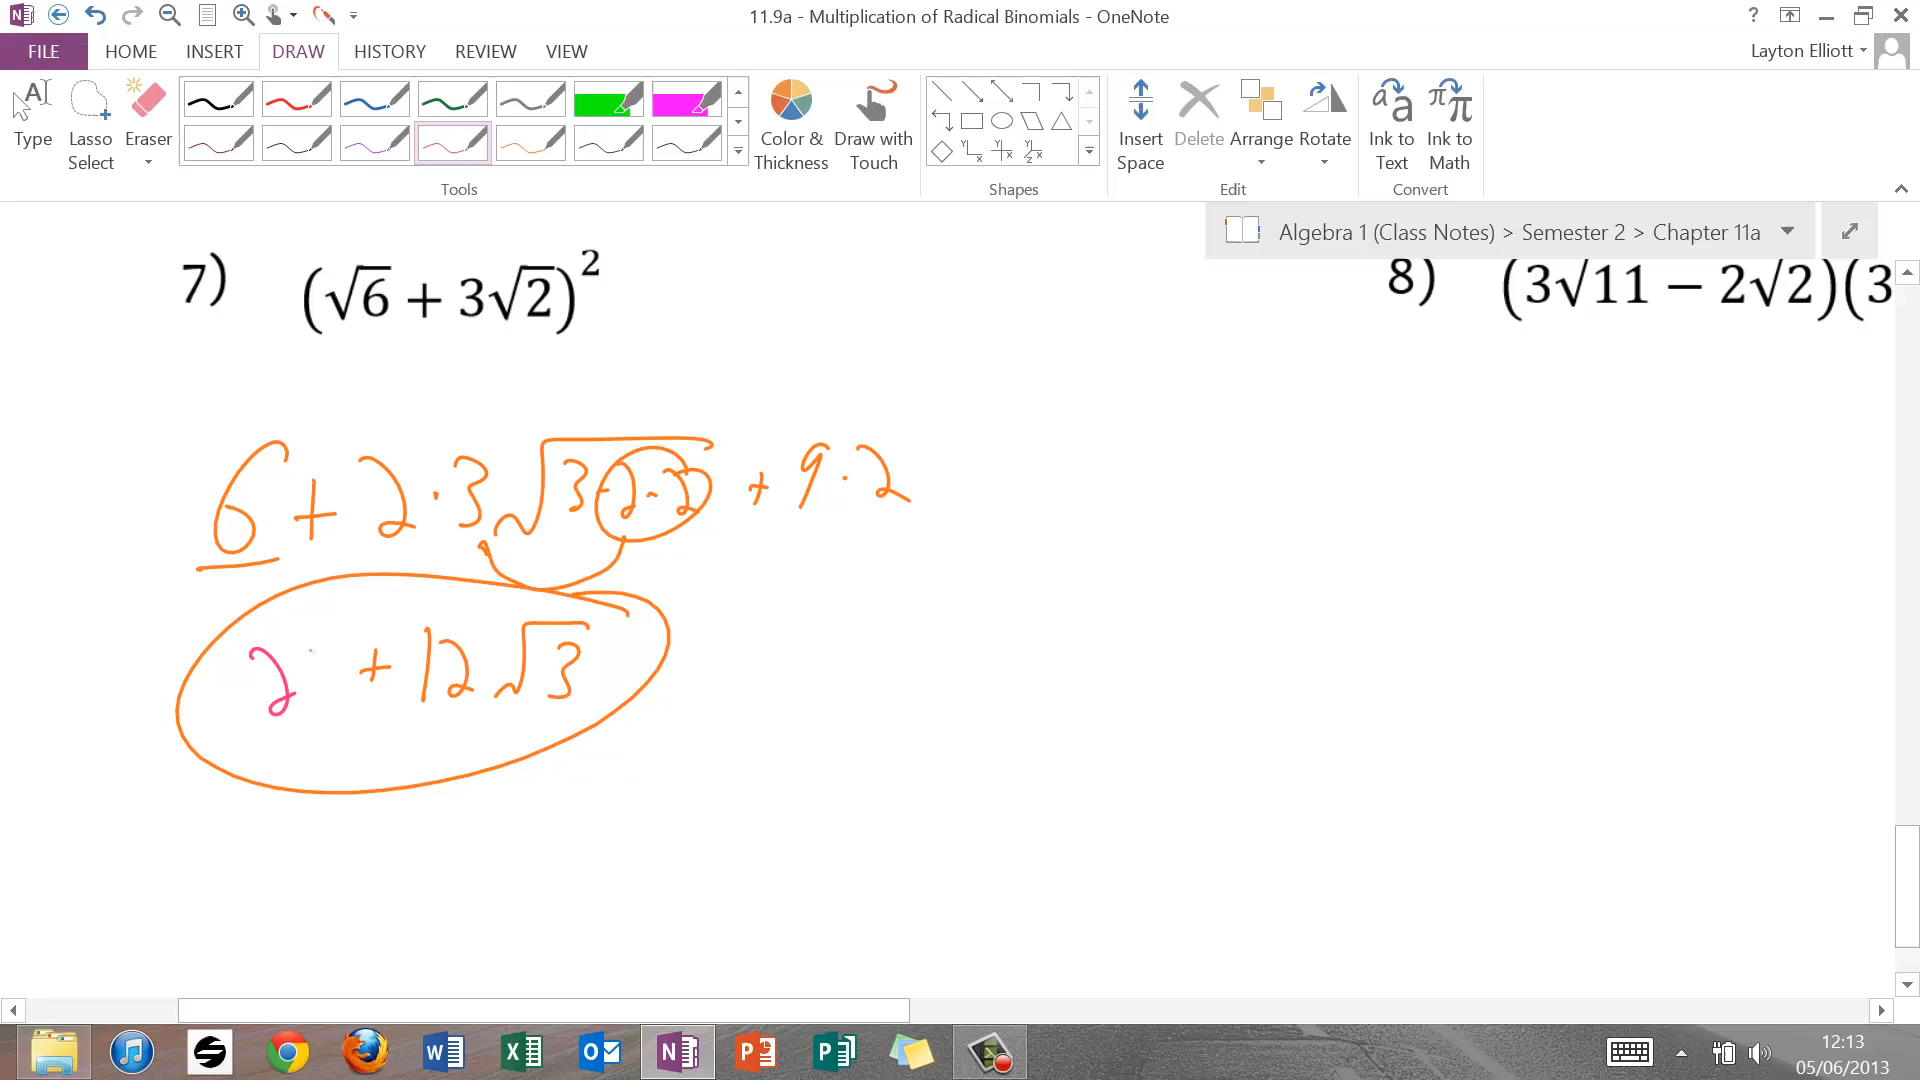 11.9a - Multiplication of Radical Binomials - OneNote
?
FILE HOME INSERT DRAW HISTORY REVIEW VIEW
Layton Elliott
Type
Lasso Select
Eraser
Color & Thickness
Draw with Touch
Insert Space
Delete
Arrange
Rotate
Ink to Text
Ink to Math
Tools
Shapes
Edit
Convert
Algebra 1 (Class Notes) > Semester 2 > Chapter 11a
7) (√6 + 3√2)²
8) (3√11 − 2√2)(3
6 + 2·3√3·2·2 + 9·2
2 + 12√3
12:13
05/06/2013